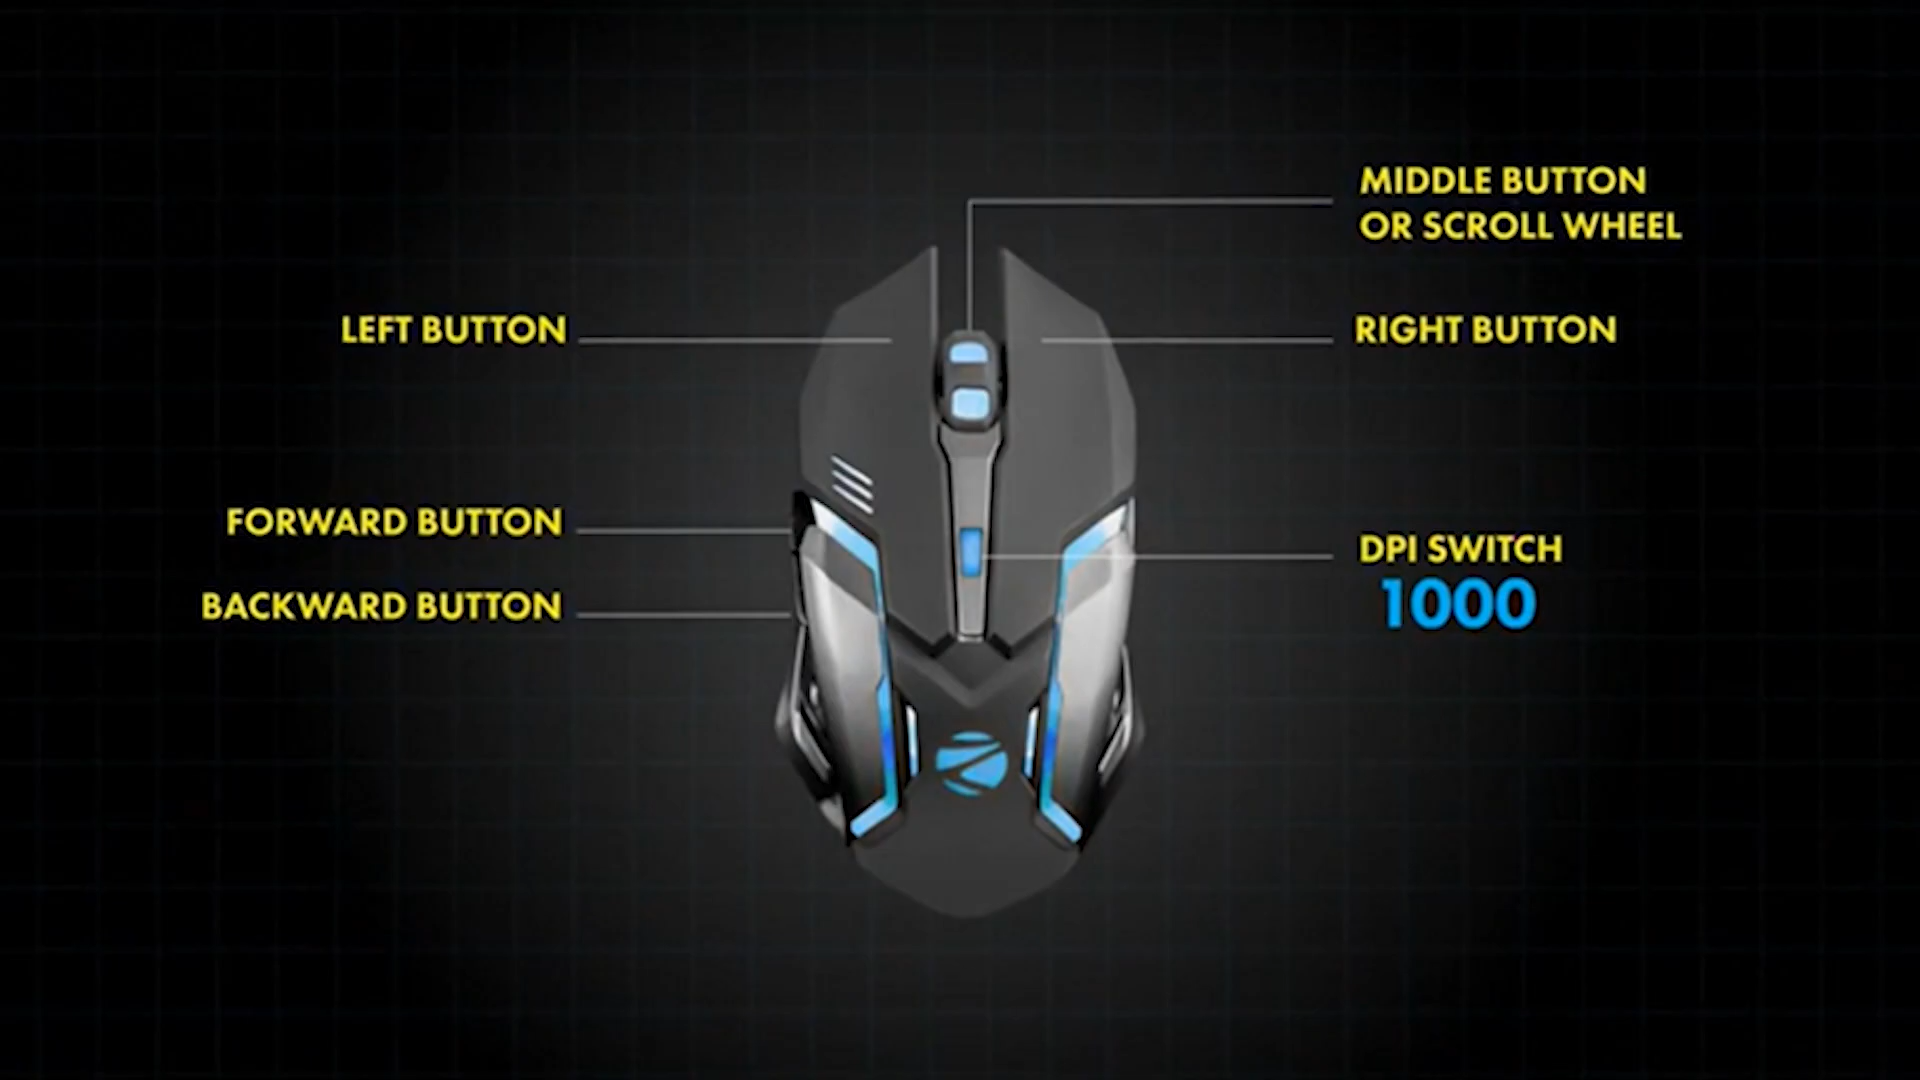 MIDDLE BUTTON
OR SCROLL WHEEL
LEFT BUTTON
RIGHT BUTTON
FORWARD BUTTON
DPI SWITCH
1000
BACKWARD BUTTON